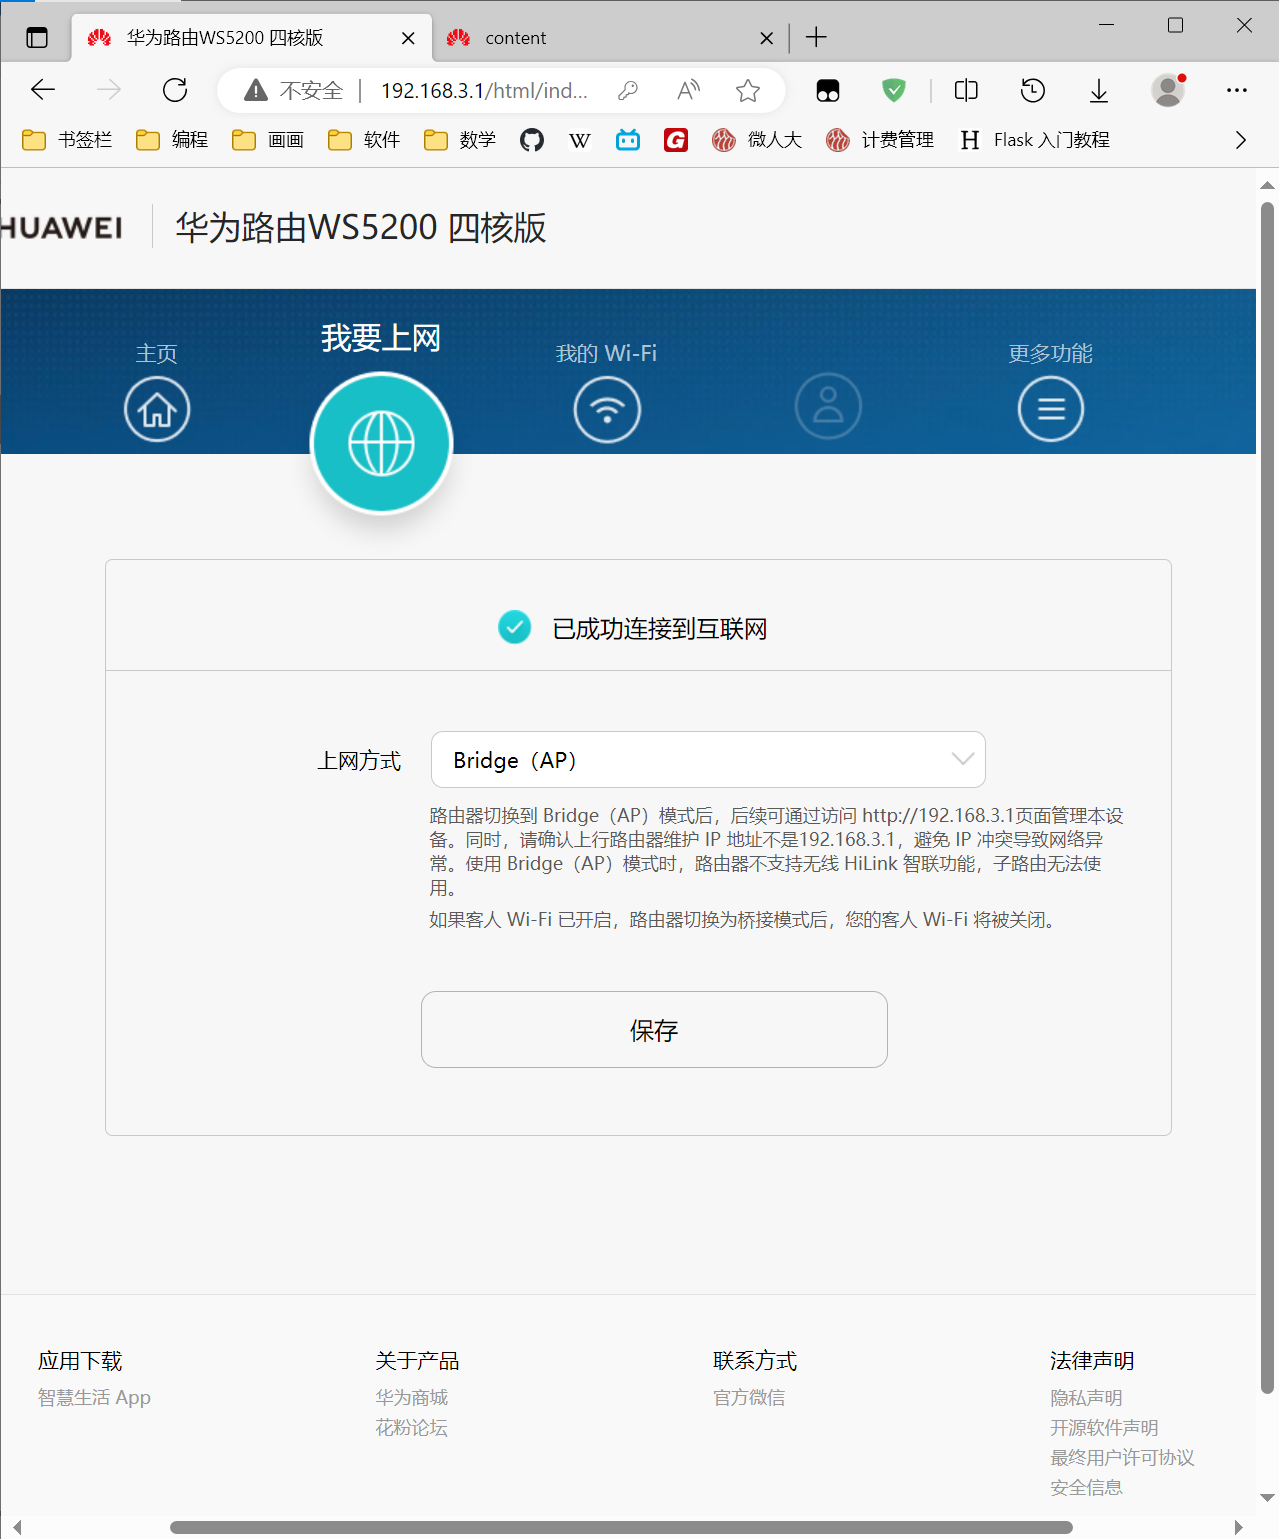 华为路由WS5200 四核版
content
不安全
192.168.3.1/html/ind...
书签栏
编程
画画
软件
数学
W
G
微人大
计费管理
H
Flask 入门教程
HUAWEI
华为路由WS5200 四核版
主页
我要上网
我的 Wi-Fi
更多功能
已成功连接到互联网
上网方式
Bridge（AP）
路由器切换到 Bridge（AP）模式后，后续可通过访问 http://192.168.3.1页面管理本设
备。同时，请确认上行路由器维护 IP 地址不是192.168.3.1，避免 IP 冲突导致网络异
常。使用 Bridge（AP）模式时，路由器不支持无线 HiLink 智联功能，子路由无法使
用。
如果客人 Wi-Fi 已开启，路由器切换为桥接模式后，您的客人 Wi-Fi 将被关闭。
保存
应用下载
智慧生活 App
关于产品
华为商城
花粉论坛
联系方式
官方微信
法律声明
隐私声明
开源软件声明
最终用户许可协议
安全信息